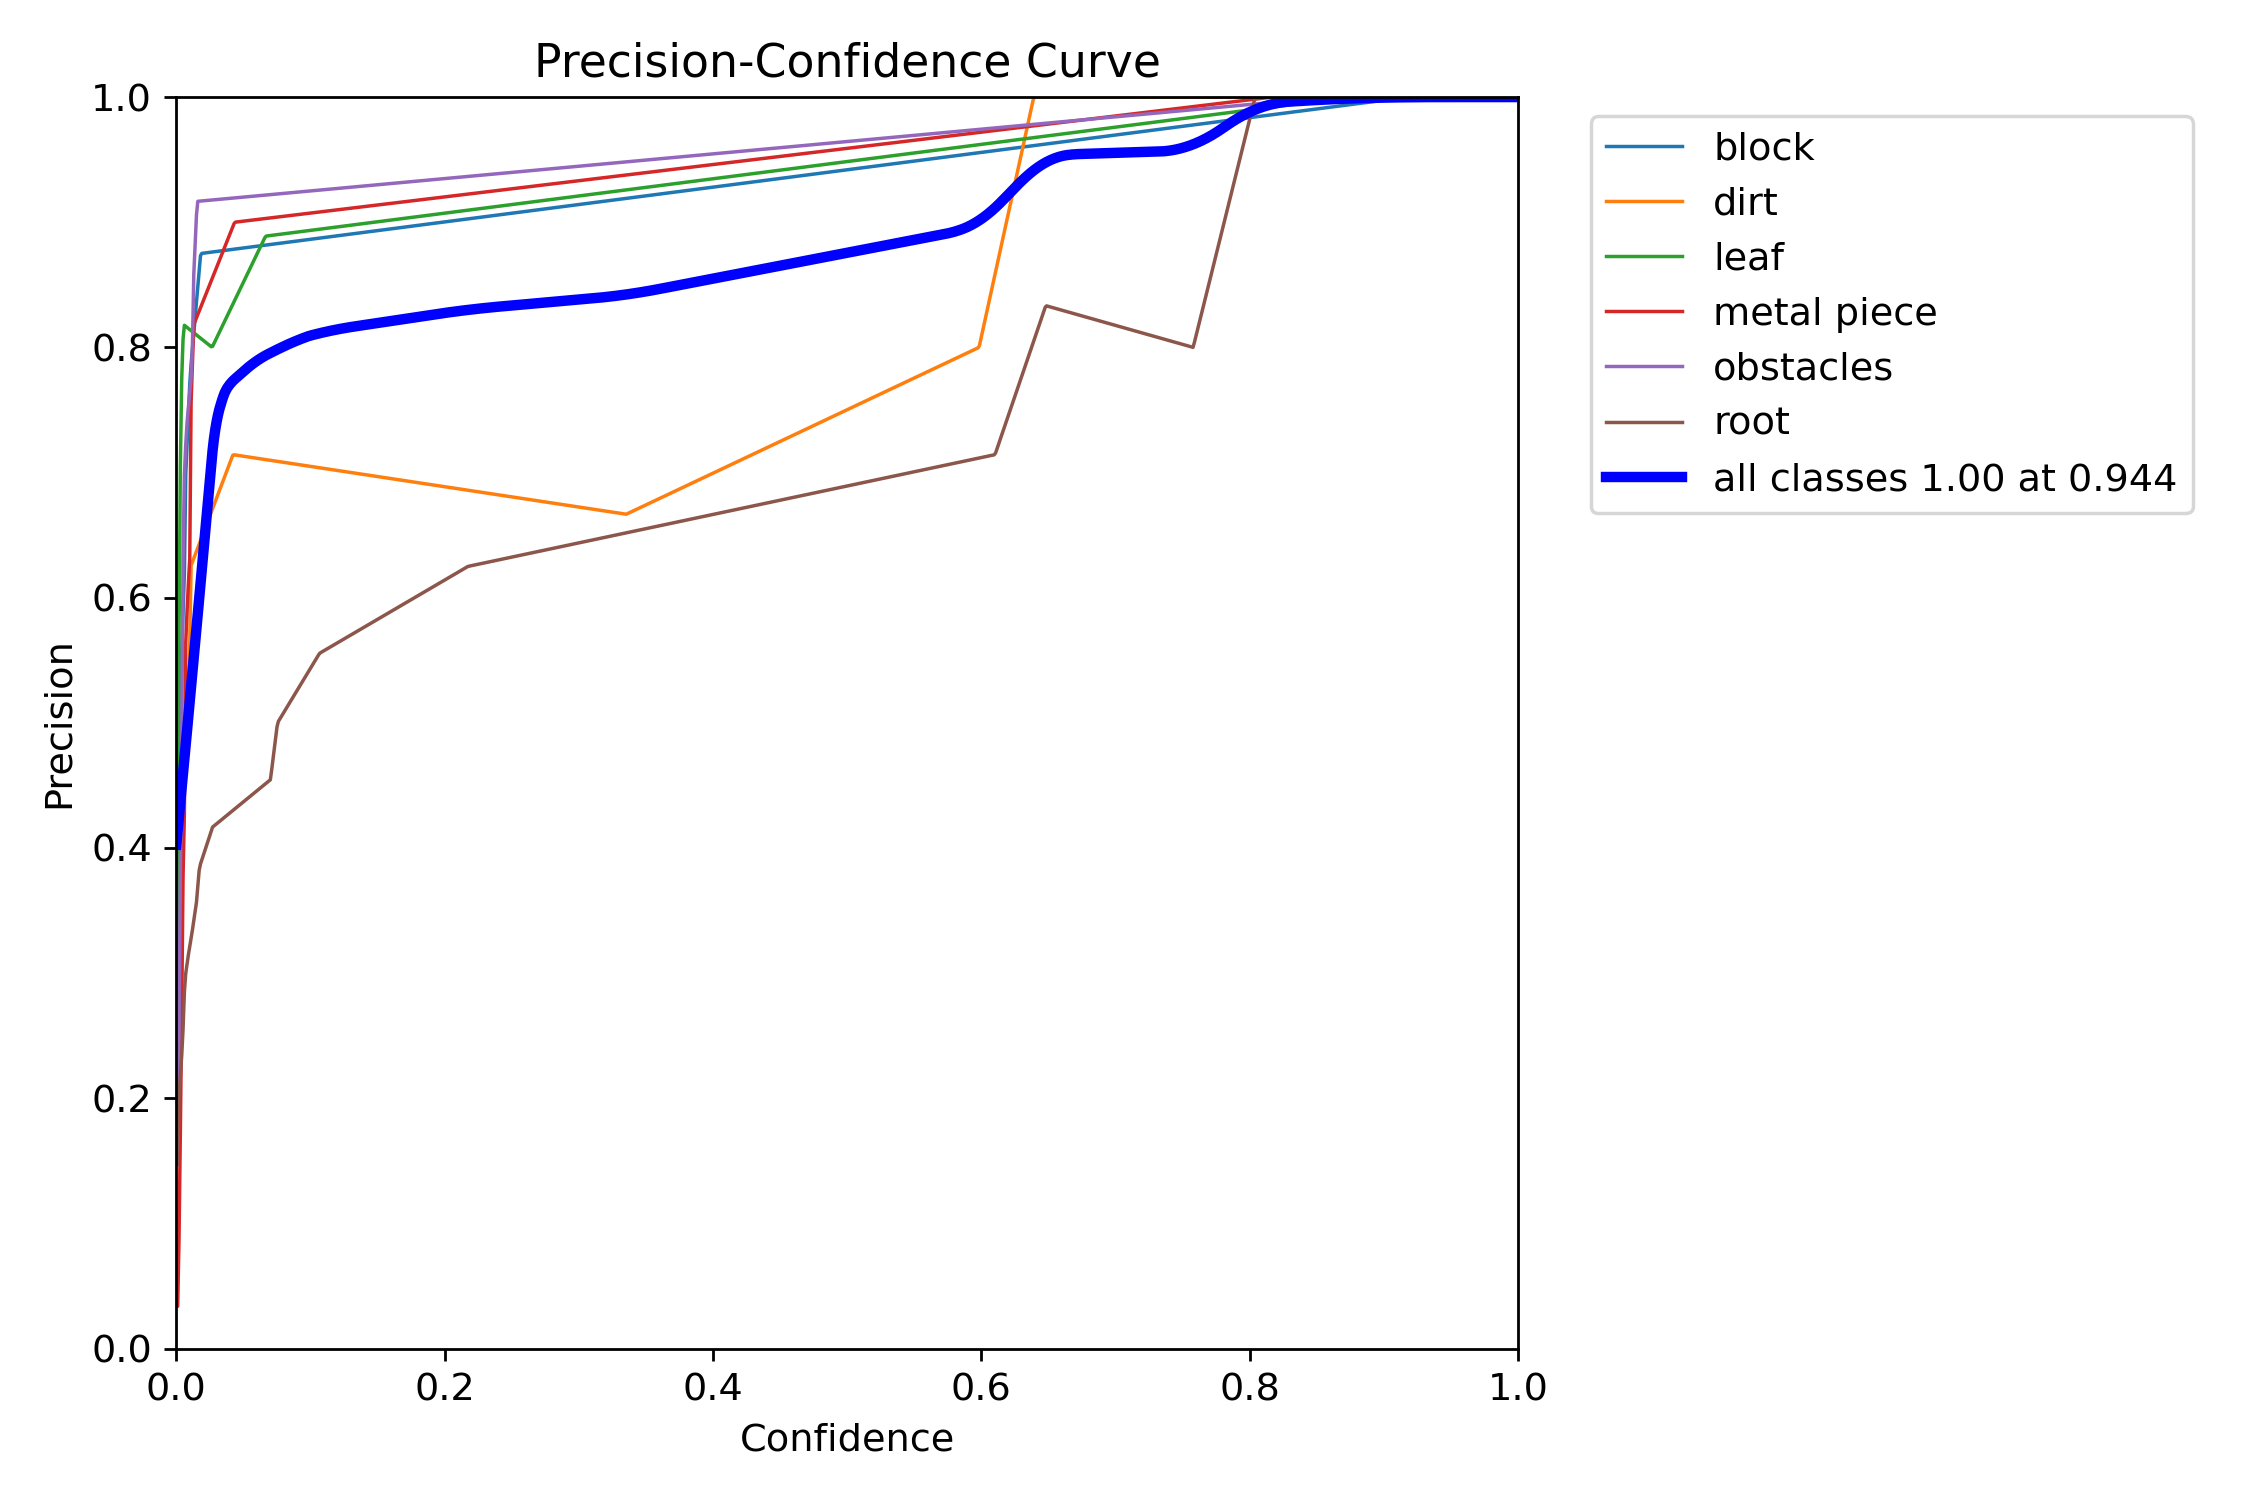 Precision-Confidence Curve
1.0
0.8
0.6
0.4
0.2
0.0
Precision
0.0 0.2 0.4 0.6 0.8 1.0
Confidence
block
dirt
leaf
metal piece
obstacles
root
all classes 1.00 at 0.944